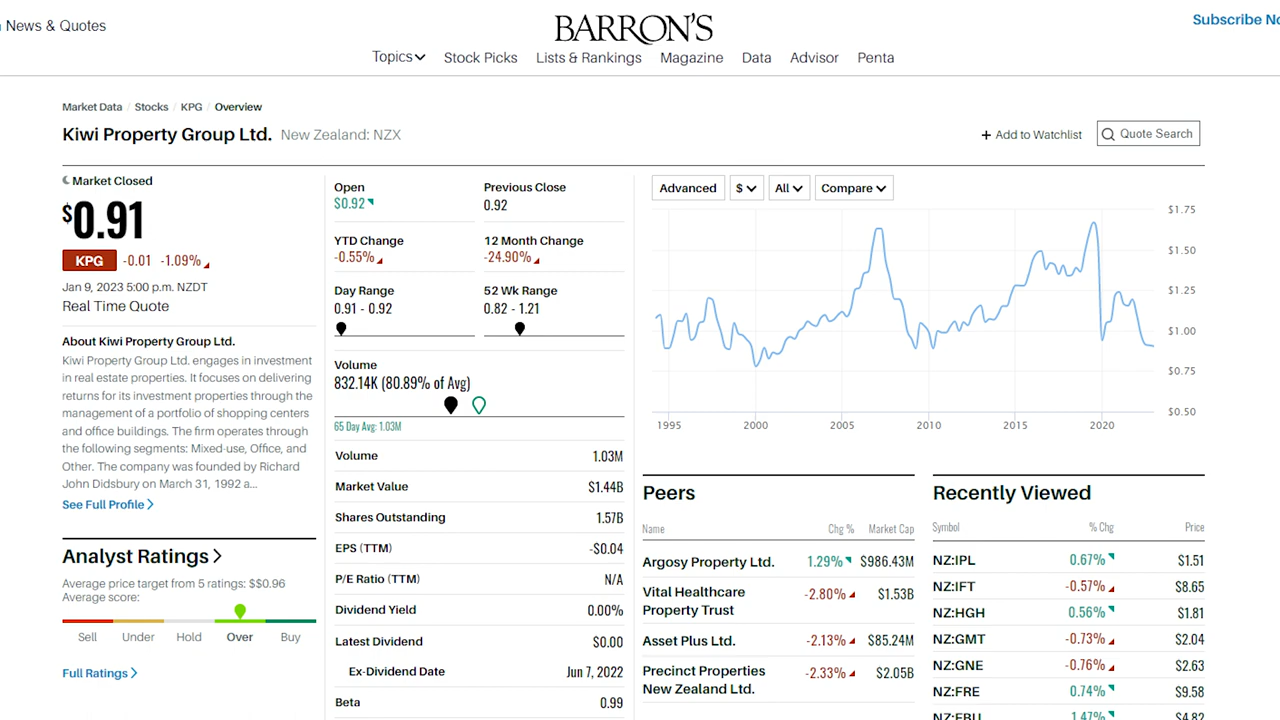 News & Quotes
BARRON'S
Subscribe No
Topics
Stock Picks
Lists & Rankings
Magazine
Data
Advisor
Penta
Market Data / Stocks / KPG / Overview
Kiwi Property Group Ltd. New Zealand: NZX
+ Add to Watchlist
Quote Search
Market Closed
$0.91
KPG -0.01 -1.09%
Jan 9, 2023 5:00 p.m. NZDT
Real Time Quote
About Kiwi Property Group Ltd.
Kiwi Property Group Ltd. engages in investment
in real estate properties. It focuses on delivering
returns for its investment properties through the
management of a portfolio of shopping centers
and office buildings. The firm operates through
the following segments: Mixed-use, Office, and
Other. The company was founded by Richard
John Didsbury on March 31, 1992 a...
See Full Profile
Analyst Ratings
Average price target from 5 ratings: $$0.96
Average score:
Sell Under Hold Over Buy
Full Ratings
Open
$0.92
Previous Close
0.92
YTD Change
-0.55%
12 Month Change
-24.90%
Day Range
0.91 - 0.92
52 Wk Range
0.82 - 1.21
Volume
832.14K (80.89% of Avg)
65 Day Avg: 1.03M
Volume 1.03M
Market Value $1.44B
Shares Outstanding 1.57B
EPS (TTM) -$0.04
P/E Ratio (TTM) N/A
Dividend Yield 0.00%
Latest Dividend $0.00
Ex-Dividend Date Jun 7, 2022
Beta 0.99
Advanced
$
All
Compare
$1.75
$1.50
$1.25
$1.00
$0.75
$0.50
1995 2000 2005 2010 2015 2020
Peers
Name Chg % Market Cap
Argosy Property Ltd. 1.29% $986.43M
Vital Healthcare
Property Trust -2.80% $1.53B
Asset Plus Ltd. -2.13% $85.24M
Precinct Properties
New Zealand Ltd. -2.33% $2.05B
Recently Viewed
Symbol % Chg Price
NZ:IPL 0.67% $1.51
NZ:IFT -0.57% $8.65
NZ:HGH 0.56% $1.81
NZ:GMT -0.73% $2.04
NZ:GNE -0.76% $2.63
NZ:FRE 0.74% $9.58
NZ:FBU 1.47% $4.82